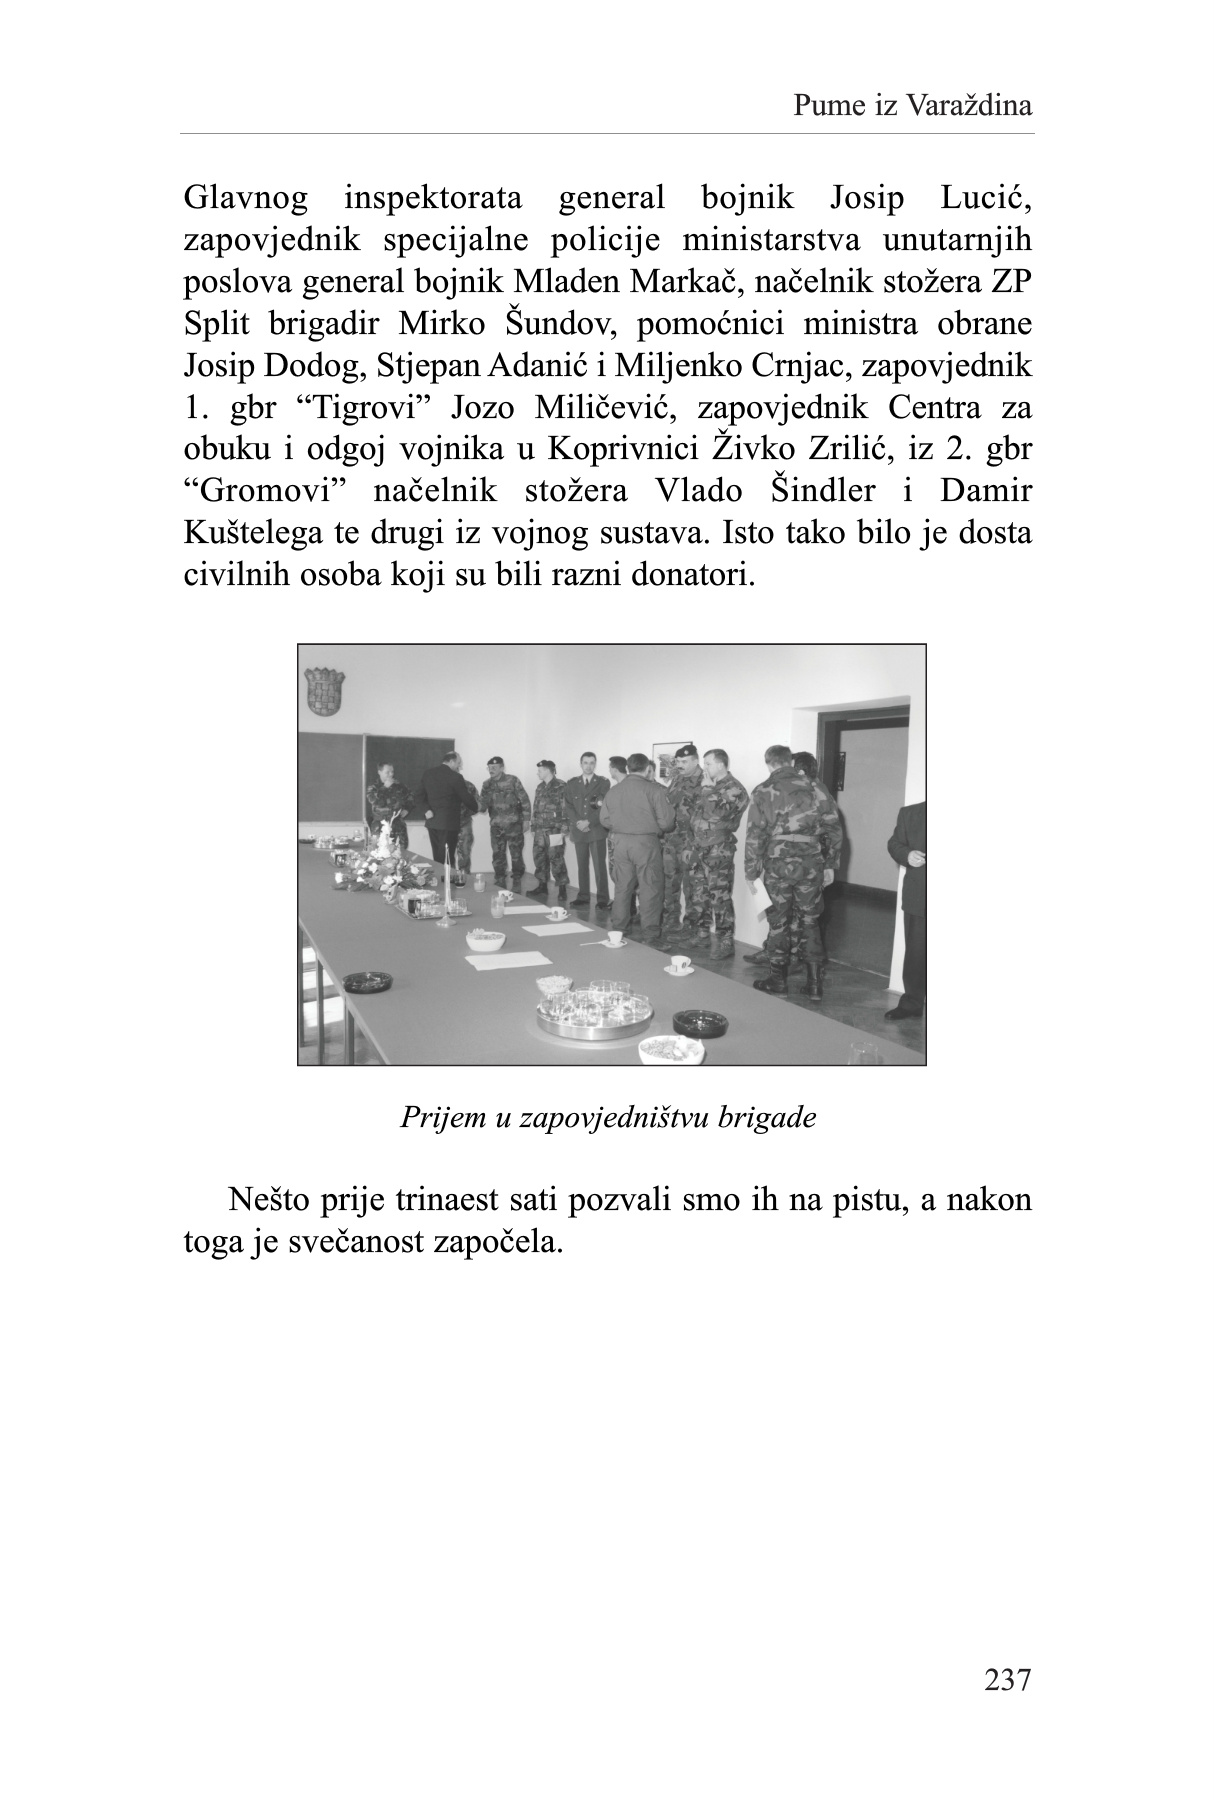 Pume iz Varaždina
Glavnog inspektorata general bojnik Josip Lucić,
zapovjednik specijalne policije ministarstva unutarnjih
poslova general bojnik Mladen Markač, načelnik stožera ZP
Split brigadir Mirko Šundov, pomoćnici ministra obrane
Josip Dodog, Stjepan Adanić i Miljenko Crnjac, zapovjednik
1. gbr “Tigrovi” Jozo Miličević, zapovjednik Centra za
obuku i odgoj vojnika u Koprivnici Živko Zrilić, iz 2. gbr
“Gromovi” načelnik stožera Vlado Šindler i Damir
Kuštelega te drugi iz vojnog sustava. Isto tako bilo je dosta
civilnih osoba koji su bili razni donatori.
Prijem u zapovjedništvu brigade
Nešto prije trinaest sati pozvali smo ih na pistu, a nakon
toga je svečanost započela.
237